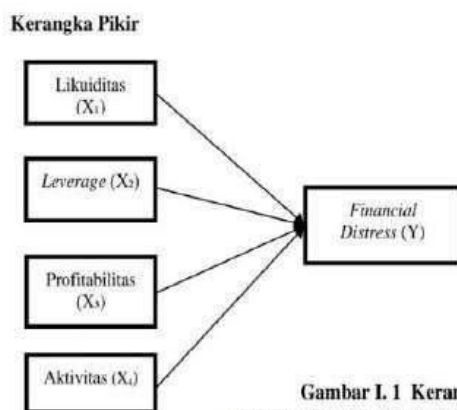 Kerangka Pikir
Likuiditas
(X₁)
Leverage (X₂)
Profitabilitas
(X₃)
Aktivitas (X₄)
Financial
Distress (Y)
Gambar I. 1 Keran